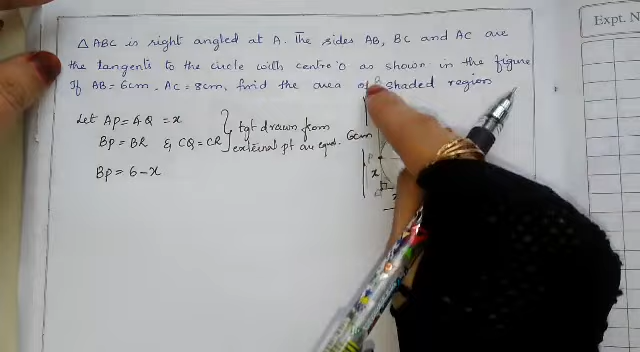 △ ABC is right angled at A. The sides AB, BC and AC are
the tangents to the circle with centre 'O' as shown in the figure
If AB = 6cm. AC = 8cm, find the area of shaded region
Let AP = AQ = x
BP = BR & CQ = CR } tgt drawn from
external pt are equal.
BP = 6 - x
6cm
P
x
Expt. N